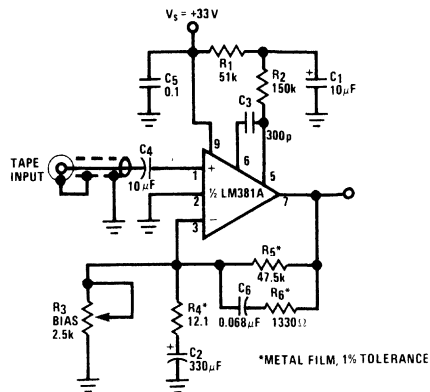 Vs = +33V
R1
51k
R2
150k
C1
10µF
C5
0.1
C3
300p
TAPE
INPUT
C4
10µF
9
6
5
1
+
½ LM381A
7
2
3
−
R5*
47.5k
C6
0.068µF
R6*
1330Ω
R3
BIAS
2.5k
R4*
12.1
C2
330µF
*METAL FILM, 1% TOLERANCE